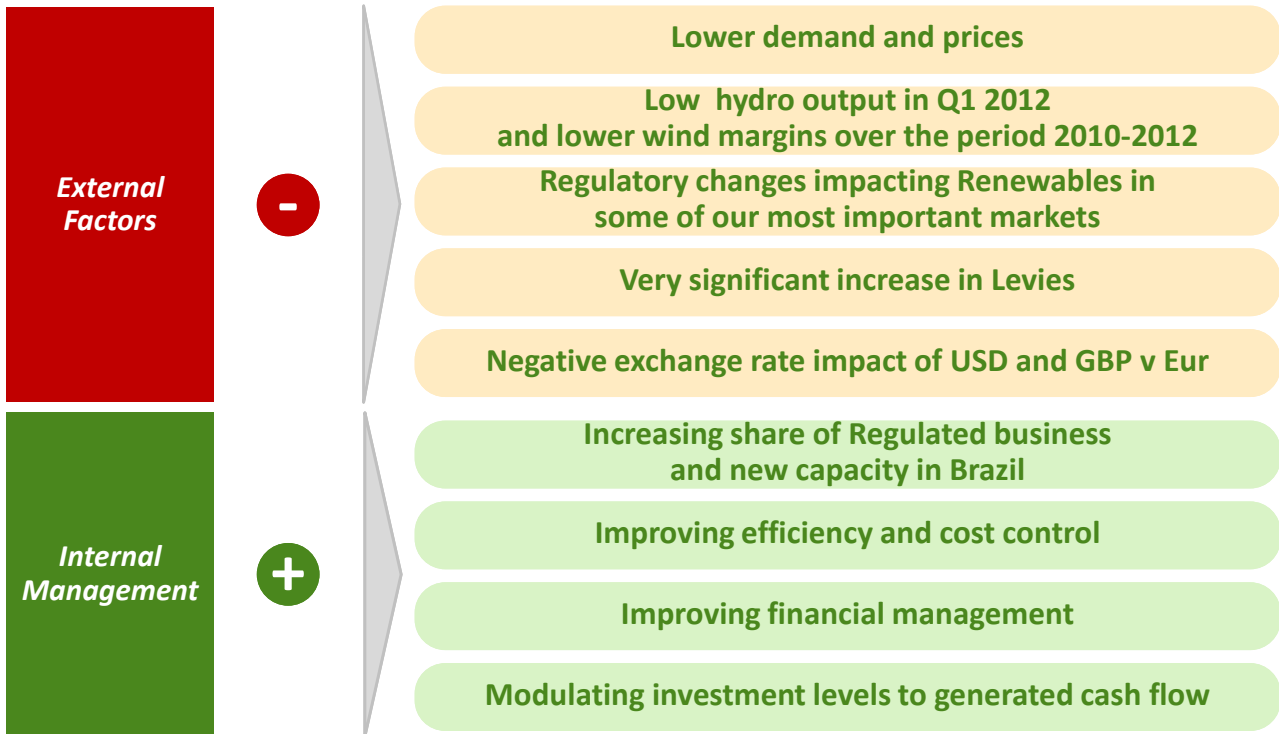 External
Factors
-
Lower demand and prices
Low hydro output in Q1 2012
and lower wind margins over the period 2010-2012
Regulatory changes impacting Renewables in
some of our most important markets
Very significant increase in Levies
Negative exchange rate impact of USD and GBP v Eur
Internal
Management
+
Increasing share of Regulated business
and new capacity in Brazil
Improving efficiency and cost control
Improving financial management
Modulating investment levels to generated cash flow